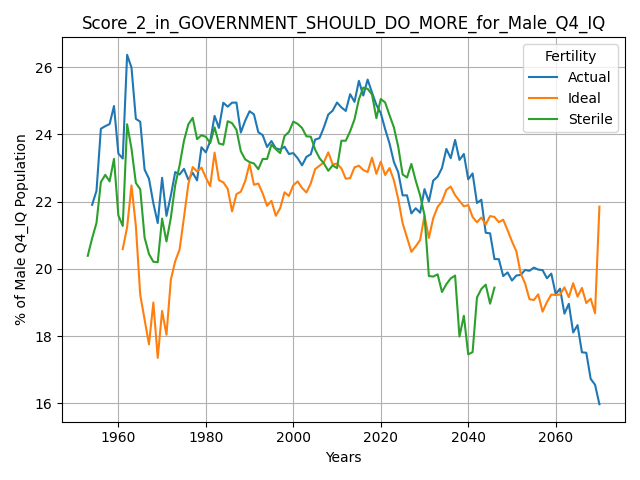 Score_2_in_GOVERNMENT_SHOULD_DO_MORE_for_Male_Q4_IQ
Fertility
Actual
Ideal
Sterile
% of Male Q4_IQ Population
26
24
22
20
18
16
1960
1980
2000
2020
2040
2060
Years